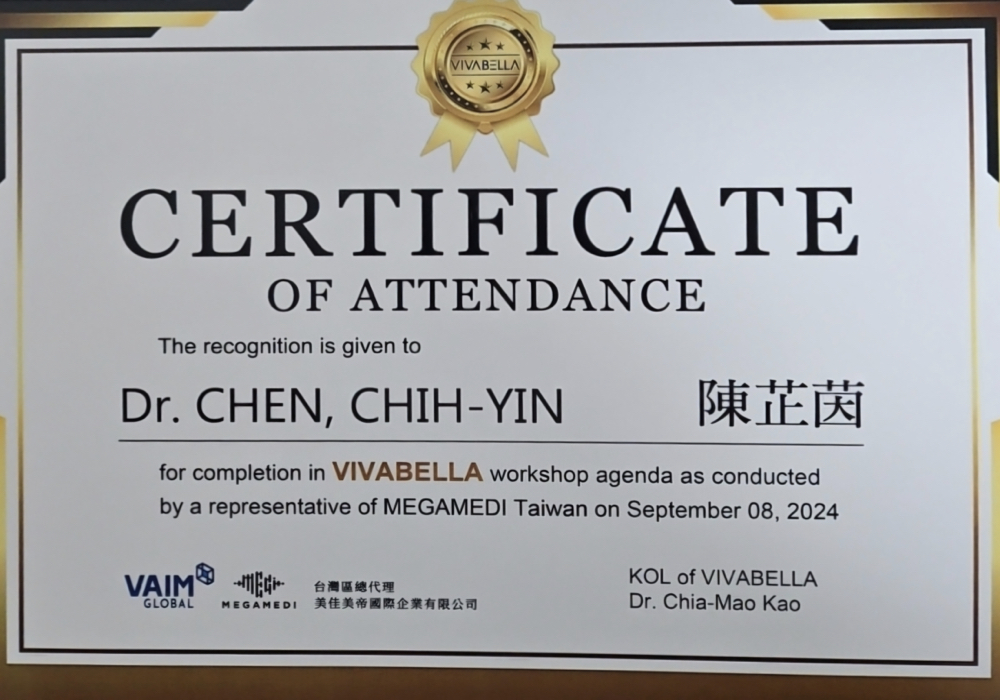 VIVABELLA
CERTIFICATE
OF ATTENDANCE
The recognition is given to
Dr. CHEN, CHIH-YIN 陳芷茵
for completion in VIVABELLA workshop agenda as conducted
by a representative of MEGAMEDI Taiwan on September 08, 2024
VAIM
GLOBAL
MEGA
MEGAMEDI
台灣區總代理
美佳美帝國際企業有限公司
KOL of VIVABELLA
Dr. Chia-Mao Kao